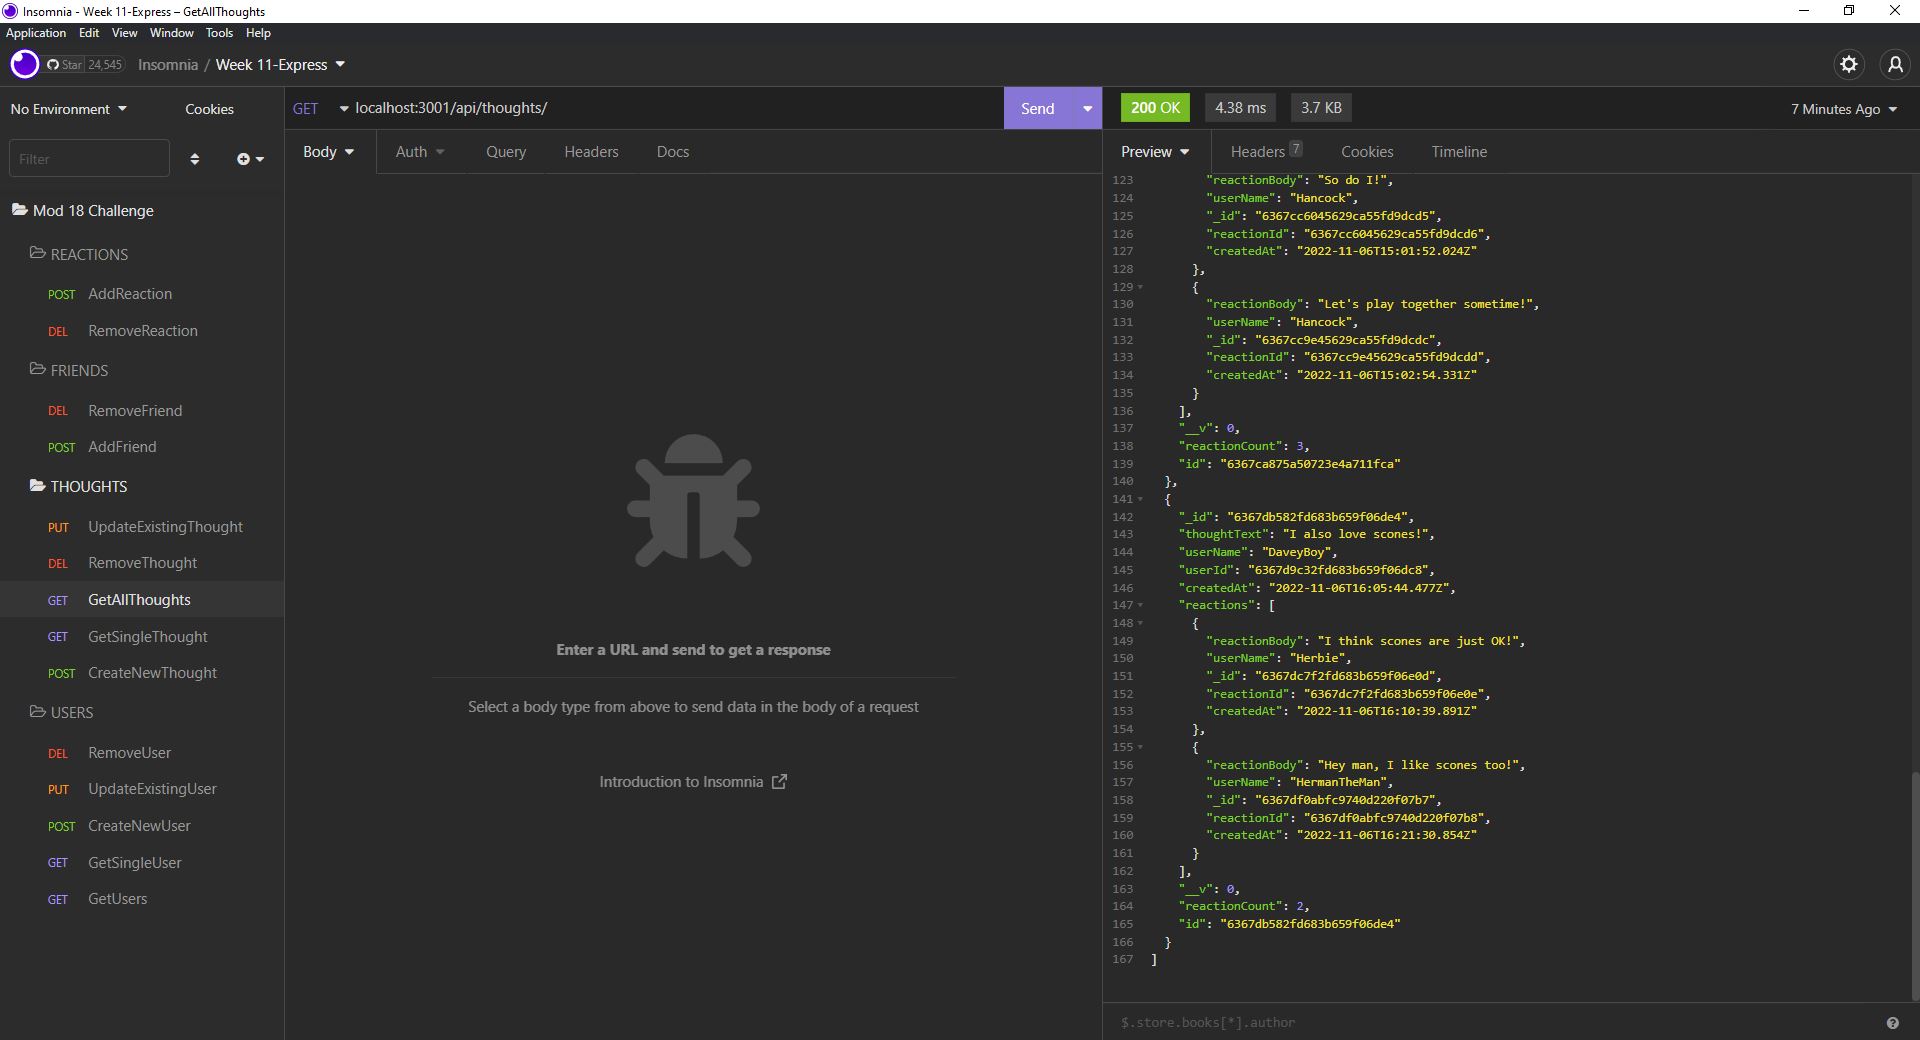 Insomnia - Week 11-Express – GetAllThoughts
Application Edit View Window Tools Help
Star 24,545 Insomnia / Week 11-Express
No Environment Cookies
Filter
Mod 18 Challenge
REACTIONS
POST AddReaction
DEL RemoveReaction
FRIENDS
DEL RemoveFriend
POST AddFriend
THOUGHTS
PUT UpdateExistingThought
DEL RemoveThought
GET GetAllThoughts
GET GetSingleThought
POST CreateNewThought
USERS
DEL RemoveUser
PUT UpdateExistingUser
POST CreateNewUser
GET GetSingleUser
GET GetUsers
GET localhost:3001/api/thoughts/ Send
Body Auth Query Headers Docs
Enter a URL and send to get a response
Select a body type from above to send data in the body of a request
Introduction to Insomnia
200 OK 4.38 ms 3.7 KB 7 Minutes Ago
Preview Headers 7 Cookies Timeline
123 "reactionBody": "So do I!",
124 "userName": "Hancock",
125 "_id": "6367cc6045629ca55fd9dcd5",
126 "reactionId": "6367cc6045629ca55fd9dcd6",
127 "createdAt": "2022-11-06T15:01:52.024Z"
128 },
129 {
130 "reactionBody": "Let's play together sometime!",
131 "userName": "Hancock",
132 "_id": "6367cc9e45629ca55fd9dcdc",
133 "reactionId": "6367cc9e45629ca55fd9dcdd",
134 "createdAt": "2022-11-06T15:02:54.331Z"
135 }
136 ],
137 "__v": 0,
138 "reactionCount": 3,
139 "id": "6367ca875a50723e4a711fca"
140 },
141 {
142 "_id": "6367db582fd683b659f06de4",
143 "thoughtText": "I also love scones!",
144 "userName": "DaveyBoy",
145 "userId": "6367d9c32fd683b659f06dc8",
146 "createdAt": "2022-11-06T16:05:44.477Z",
147 "reactions": [
148 {
149 "reactionBody": "I think scones are just OK!",
150 "userName": "Herbie",
151 "_id": "6367dc7f2fd683b659f06e0d",
152 "reactionId": "6367dc7f2fd683b659f06e0e",
153 "createdAt": "2022-11-06T16:10:39.891Z"
154 },
155 {
156 "reactionBody": "Hey man, I like scones too!",
157 "userName": "HermanTheMan",
158 "_id": "6367df0abfc9740d220f07b7",
159 "reactionId": "6367df0abfc9740d220f07b8",
160 "createdAt": "2022-11-06T16:21:30.854Z"
161 }
162 ],
163 "__v": 0,
164 "reactionCount": 2,
165 "id": "6367db582fd683b659f06de4"
166 }
167 ]
$.store.books[*].author